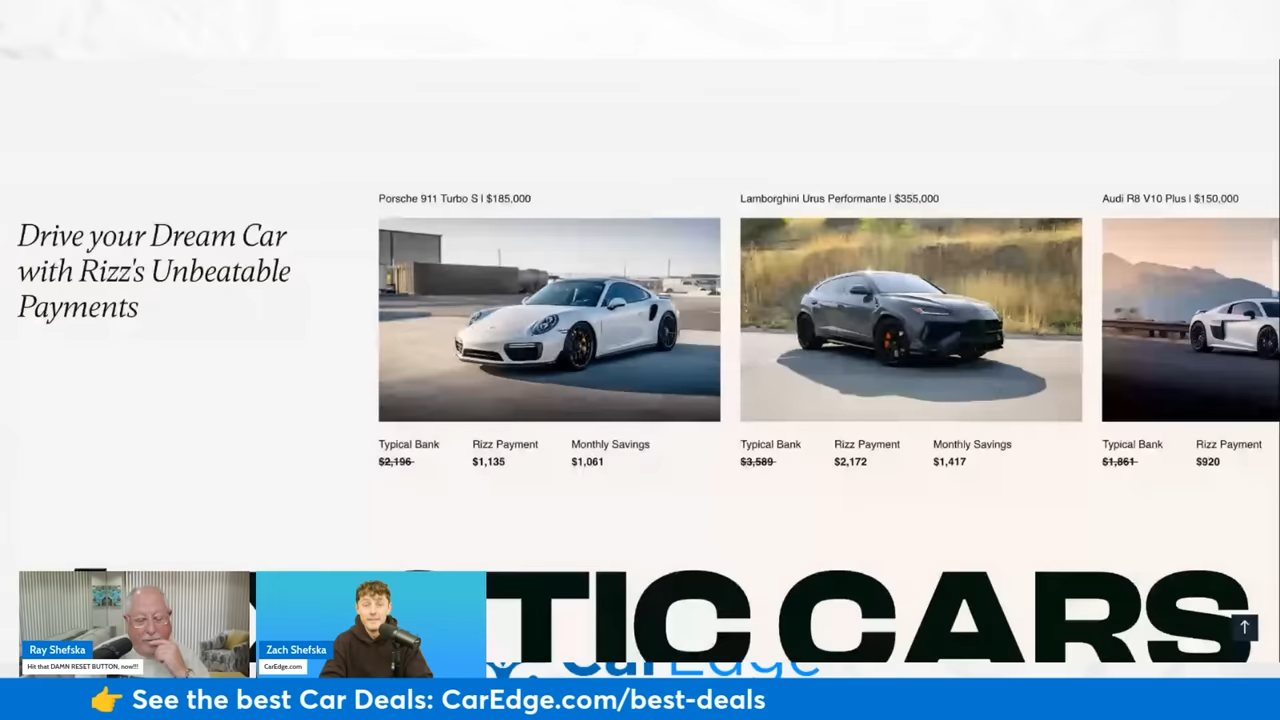 Porsche 911 Turbo S | $185,000
Lamborghini Urus Performante | $355,000
Audi R8 V10 Plus | $150,000
Drive your Dream Car
with Rizz's Unbeatable
Payments
Typical Bank
Rizz Payment
Monthly Savings
$2,196
$1,135
$1,061
Typical Bank
Rizz Payment
Monthly Savings
$3,589
$2,172
$1,417
Typical Bank
Rizz Payment
$1,861
$920
TIC CARS
CarEdge
Ray Shefska
Hit that DAMN RESET BUTTON, now!!!
Zach Shefska
CarEdge.com
👉 See the best Car Deals: CarEdge.com/best-deals